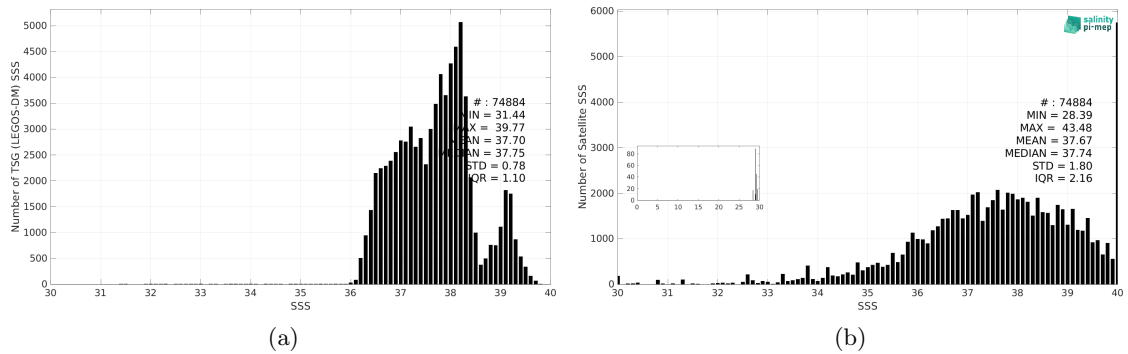 Number of TSG (LEGOS-DM) SSS
5000
4500
4000
3500
3000
2500
2000
1500
1000
500
0
# : 74884
MIN = 31.44
MAX = 39.77
MEAN = 37.70
MEDIAN = 37.75
STD = 0.78
IQR = 1.10
30 31 32 33 34 35 36 37 38 39 40
SSS
(a)
Number of Satellite SSS
6000
5000
4000
3000
2000
1000
0
salinity
pi-mep
# : 74884
MIN = 28.39
MAX = 43.48
MEAN = 37.67
MEDIAN = 37.74
STD = 1.80
IQR = 2.16
80
60
40
20
0
0 5 10 15 20 25 30
30 31 32 33 34 35 36 37 38 39 40
SSS
(b)